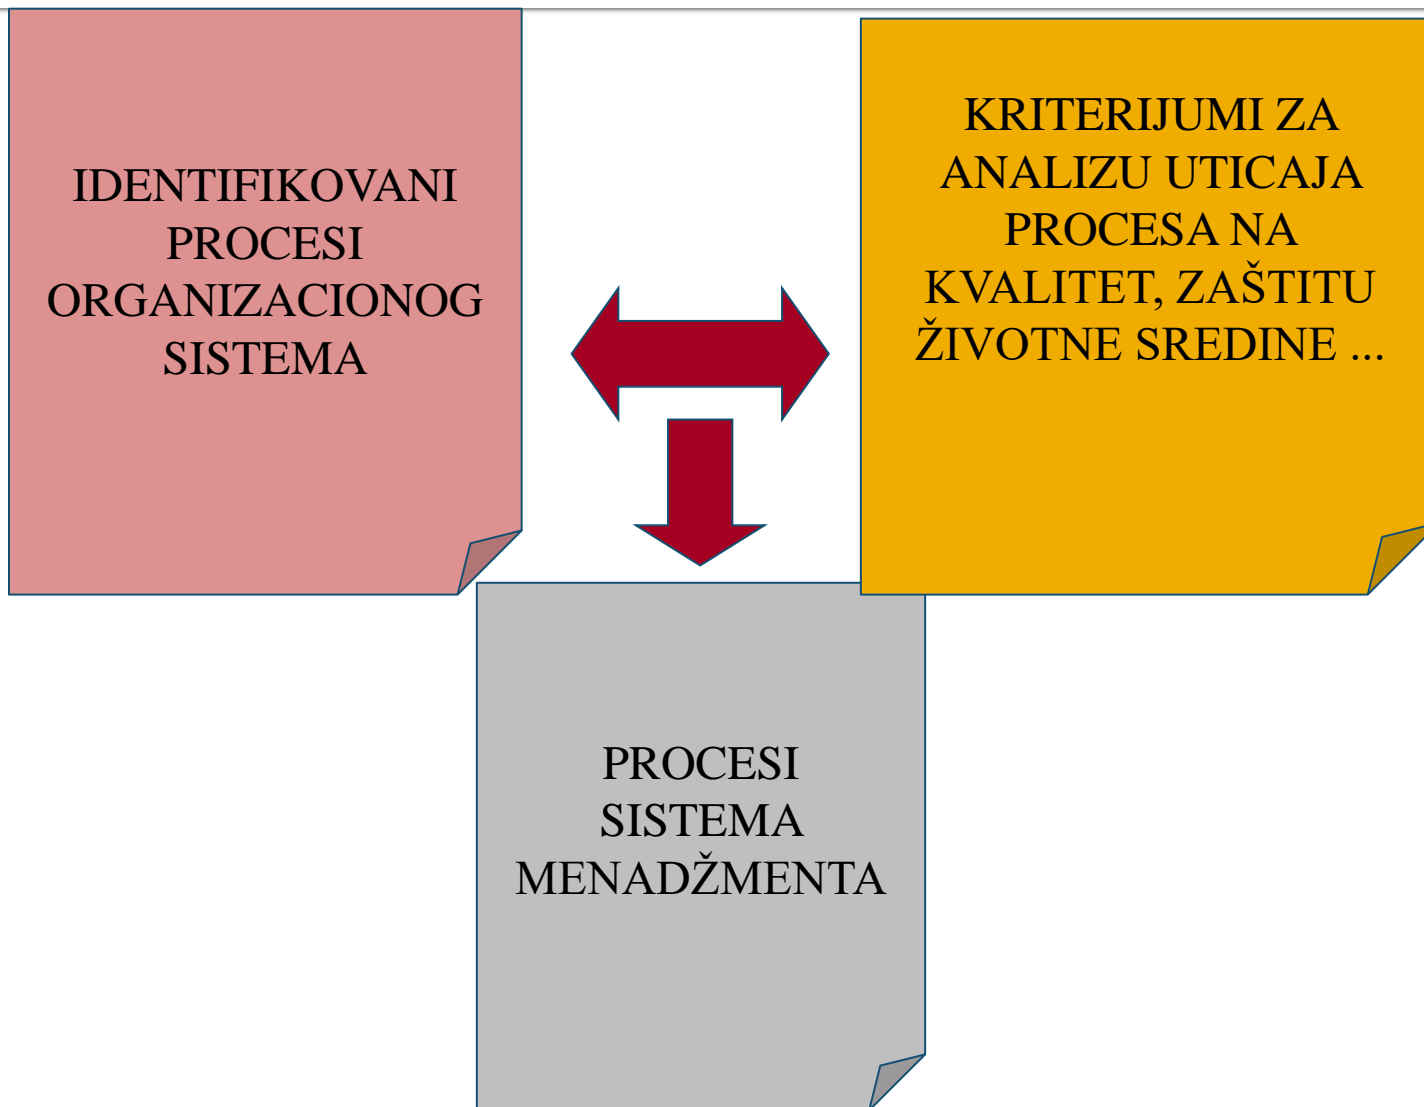 IDENTIFIKOVANI
PROCESI
ORGANIZACIONOG
SISTEMA
KRITERIJUMI ZA
ANALIZU UTICAJA
PROCESA NA
KVALITET, ZAŠTITU
ŽIVOTNE SREDINE ...
PROCESI
SISTEMA
MENADŽMENTA